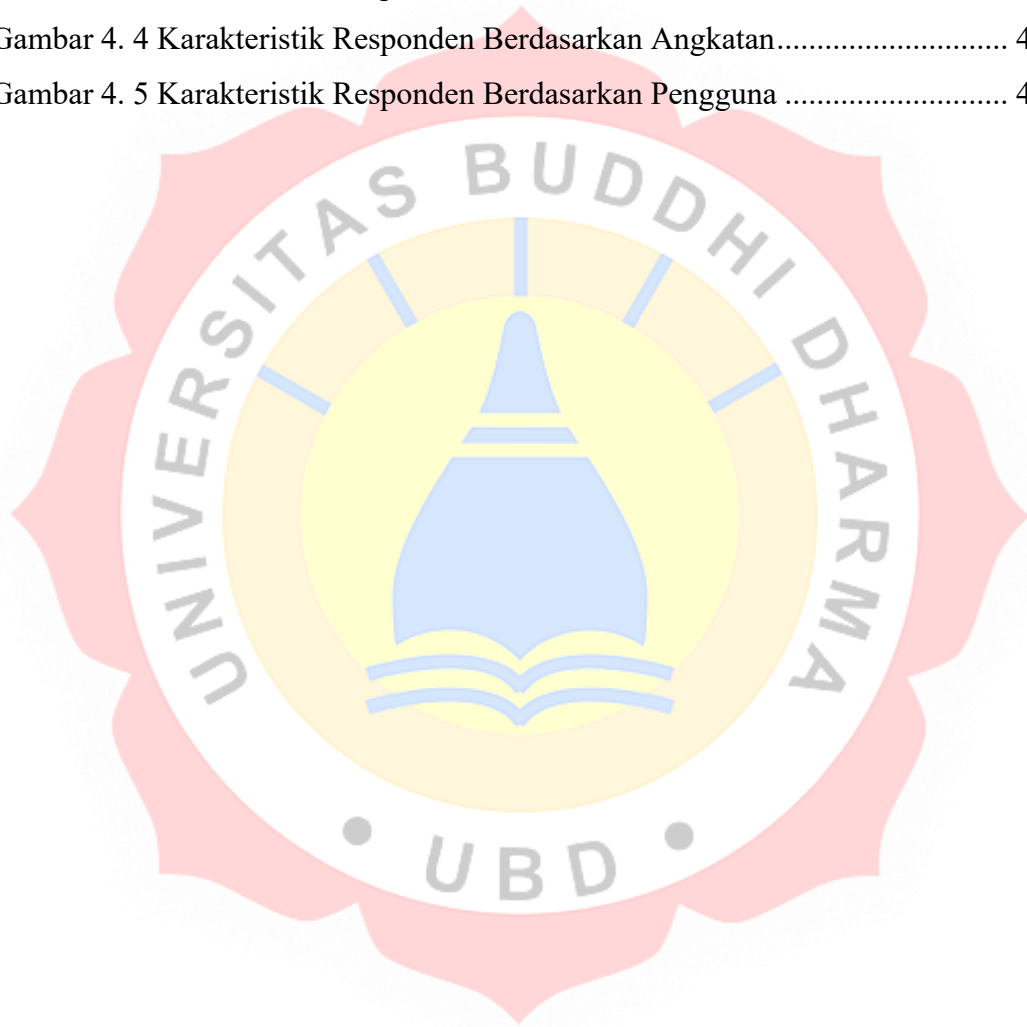 Gambar 4. 4 Karakteristik Responden Berdasarkan Angkatan............................. 4
Gambar 4. 5 Karakteristik Responden Berdasarkan Pengguna ............................ 4
UNIVERSITAS BUDDHI DHARMA
• UBD •